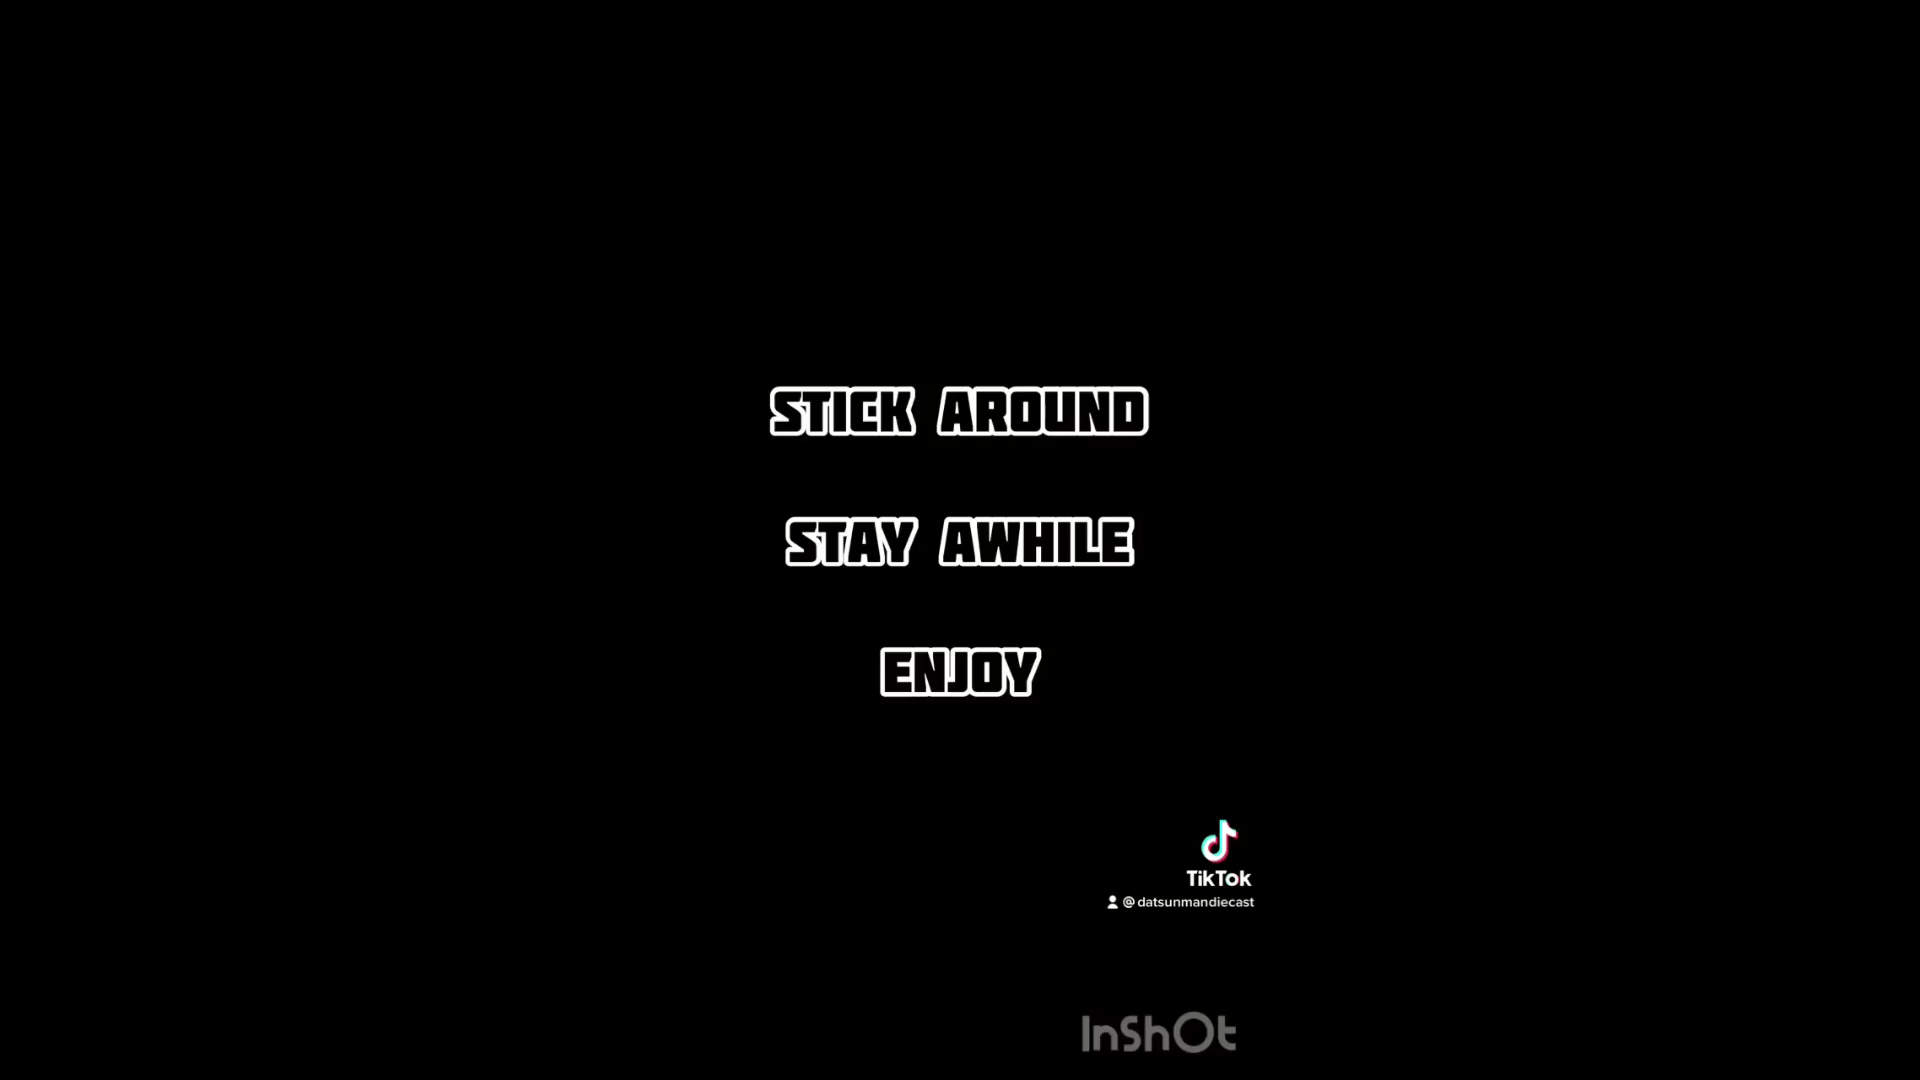 STICK AROUND
STAY AWHILE
ENJOY
TikTok
@datsunmandiecast
InShOt